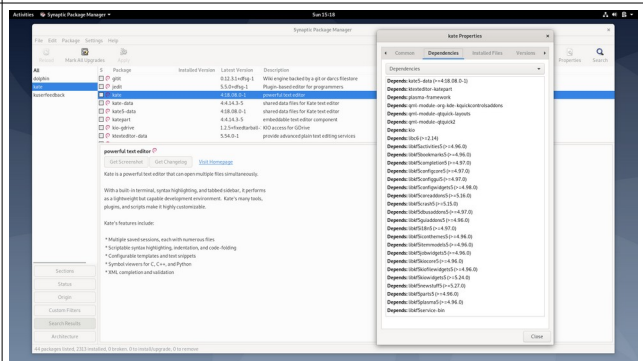 Activities Synaptic Package Manager Sun 15:18
Synaptic Package Manager
File Edit Package Settings Help
Reload Mark All Upgrades Apply Properties Search
All
dolphin
kate
kuserfeedback
S Package Installed Version Latest Version Description
gitit 0.12.3.1+dfsg-1 Wiki engine backed by a git or darcs filestore
jedit 5.5.0+dfsg-1 Plugin-based editor for programmers
kate 4:18.08.0-1 powerful text editor
kate-data 4:4.14.3-5 shared data files for Kate text editor
kate5-data 4:18.08.0-1 shared data files for Kate text editor
katepart 4:4.14.3-5 embeddable text editor component
kio-gdrive KIO access for GDrive
ktexteditor-data 5.54.0-1 provide advanced plain text editing services
powerful text editor
Get Screenshot Get Changelog Visit Homepage
Kate is a powerful text editor that can open multiple files simultaneously.
With a built-in terminal, syntax highlighting, and tabbed sidebar, it performs
as a lightweight but capable development environment. Kate's many tools,
plugins, and scripts make it highly customizable.
Kate's features include:
* Multiple saved sessions, each with numerous files
* Scriptable syntax highlighting, indentation, and code-folding
* Configurable templates and text snippets
* Symbol viewers for C, C++, and Python
* XML completion and validation
Sections
Status
Origin
Custom Filters
Search Results
Architecture
44 packages listed, 2313 installed, 0 broken. 0 to install/upgrade, 0 to remove
kate Properties
Common Dependencies Installed Files Versions
Dependencies
Depends: kate5-data (>=4:18.08.0-1)
Depends: ktexteditor-katepart
Depends: plasma-framework
Depends: qml-module-org-kde-kquickcontrolsaddons
Depends: qml-module-qtquick-layouts
Depends: qml-module-qtquick2
Depends: kio
Depends: libc6 (>=2.14)
Depends: libkf5activities5 (>=4.96.0)
Depends: libkf5bookmarks5 (>=4.96.0)
Depends: libkf5completion5 (>=4.97.0)
Depends: libkf5configcore5 (>=4.97.0)
Depends: libkf5configgui5 (>=4.97.0)
Depends: libkf5configwidgets5 (>=4.98.0)
Depends: libkf5coreaddons5 (>=5.16.0)
Depends: libkf5crash5 (>=5.15.0)
Depends: libkf5dbusaddons5 (>=4.97.0)
Depends: libkf5guiaddons5 (>=4.96.0)
Depends: libkf5i18n5 (>=4.97.0)
Depends: libkf5iconthemes5 (>=4.96.0)
Depends: libkf5itemmodels5 (>=4.96.0)
Depends: libkf5jobwidgets5 (>=4.96.0)
Depends: libkf5kiocore5 (>=4.96.0)
Depends: libkf5kiofilewidgets5 (>=4.96.0)
Depends: libkf5kiowidgets5 (>=5.24.0)
Depends: libkf5newstuff5 (>=5.27.0)
Depends: libkf5parts5 (>=4.96.0)
Depends: libkf5plasma5 (>=4.96.0)
Depends: libkf5service-bin
Close